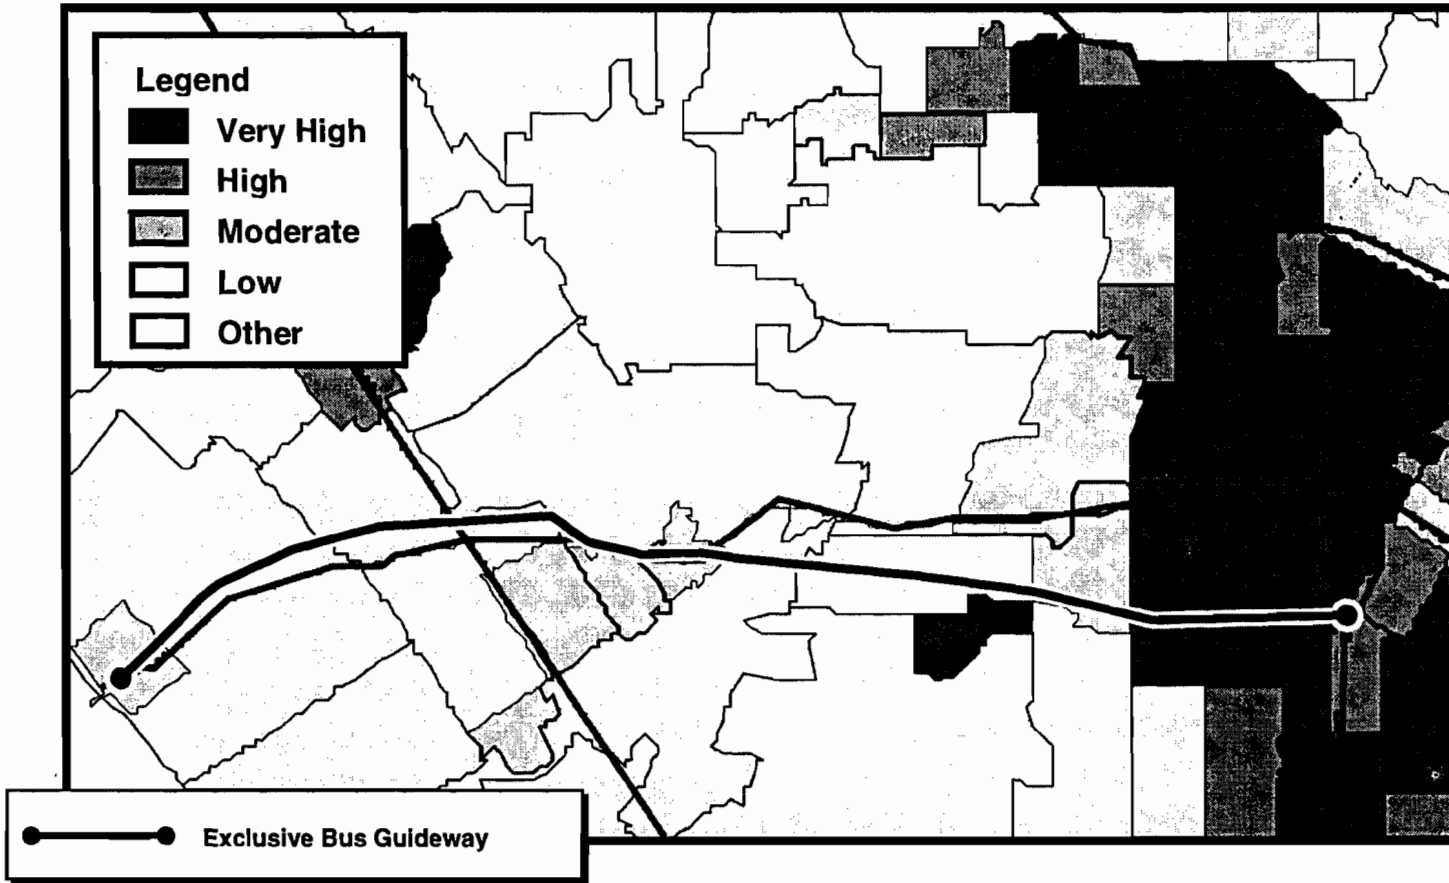 Legend
Very High
High
Moderate
Low
Other
Exclusive Bus Guideway